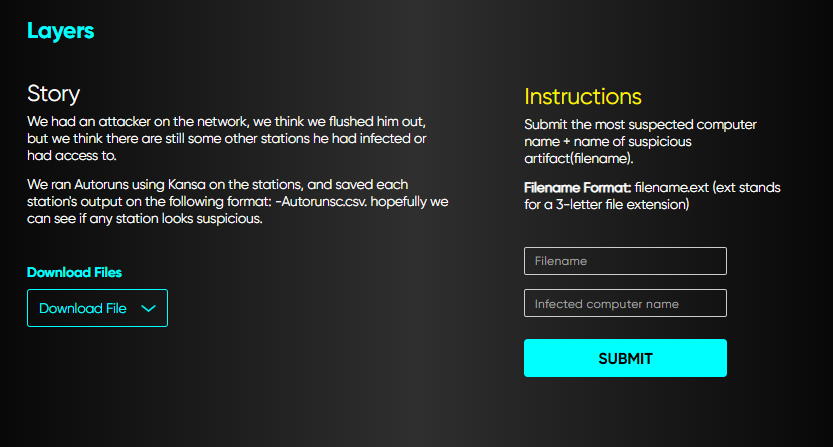 Layers
Story
We had an attacker on the network, we think we flushed him out,
but we think there are still some other stations he had infected or
had access to.
We ran Autoruns using Kansa on the stations, and saved each
station's output on the following format: -Autorunsc.csv. hopefully we
can see if any station looks suspicious.
Download Files
Download File
Instructions
Submit the most suspected computer
name + name of suspicious
artifact(filename).
Filename Format: filename.ext (ext stands
for a 3-letter file extension)
Filename
Infected computer name
SUBMIT